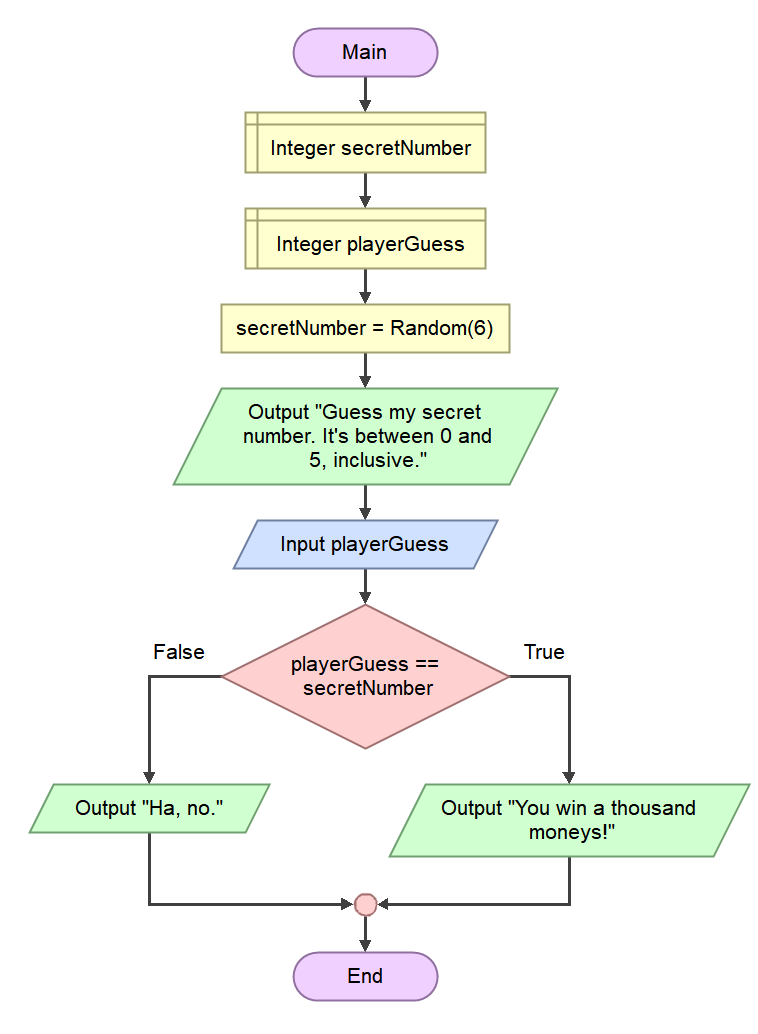 Main
Integer secretNumber
Integer playerGuess
secretNumber = Random(6)
Output "Guess my secret
number. It's between 0 and
5, inclusive."
Input playerGuess
False
True
playerGuess ==
secretNumber
Output "Ha, no."
Output "You win a thousand
moneys!"
End